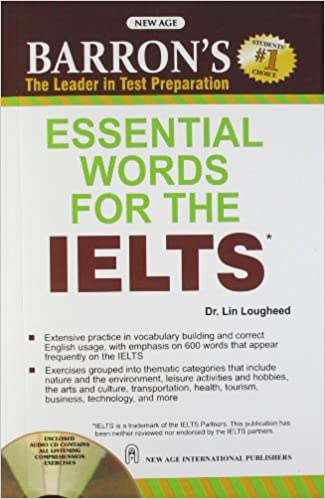 NEW AGE
BARRON'S
The Leader in Test Preparation
STUDENTS'
#1
CHOICE
ESSENTIAL
WORDS
FOR THE
IELTS*
Dr. Lin Lougheed
• Extensive practice in vocabulary building and correct
English usage, with emphasis on 600 words that appear
frequently on the IELTS
• Exercises grouped into thematic categories that include
nature and the environment, leisure activities and hobbies,
the arts and culture, transportation, health, tourism,
business, technology, and more
*IELTS is a trademark of the IELTS Partners. This publication has
been neither reviewed nor endorsed by the IELTS partners.
ENCLOSED
AUDIO CD CONTAINS
ALL LISTENING
COMPREHENSION
EXERCISES
NEW AGE INTERNATIONAL PUBLISHERS